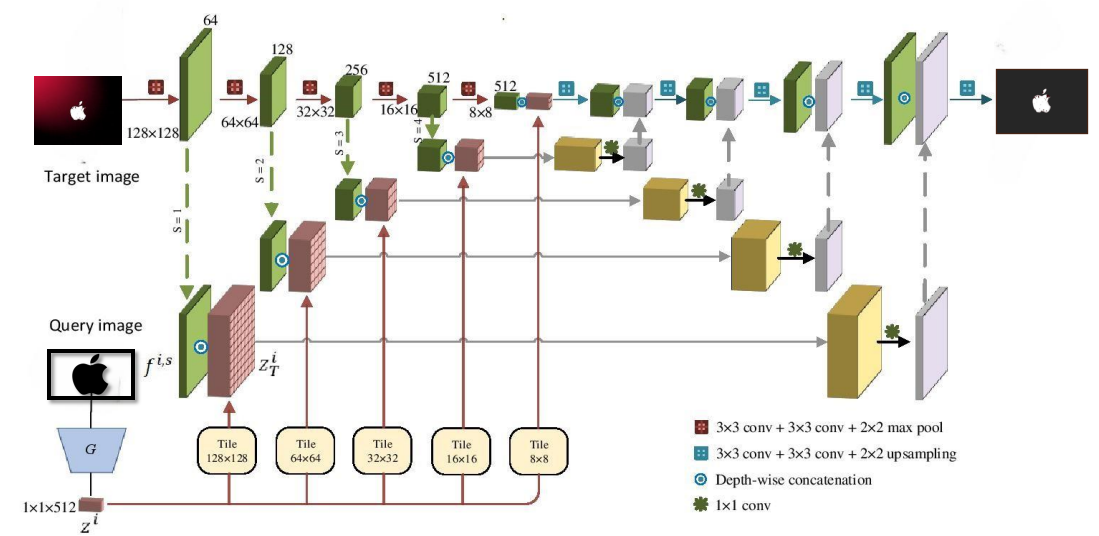 64
128
256
512
512
128×128
64×64
32×32
16×16
8×8
Target image
S = 1
S = 2
S = 3
S = 4
Query image
f^{i,s}
Z_T^i
G
Tile
128×128
Tile
64×64
Tile
32×32
Tile
16×16
Tile
8×8
1×1×512
z^i
3×3 conv + 3×3 conv + 2×2 max pool
3×3 conv + 3×3 conv + 2×2 upsampling
Depth-wise concatenation
1×1 conv